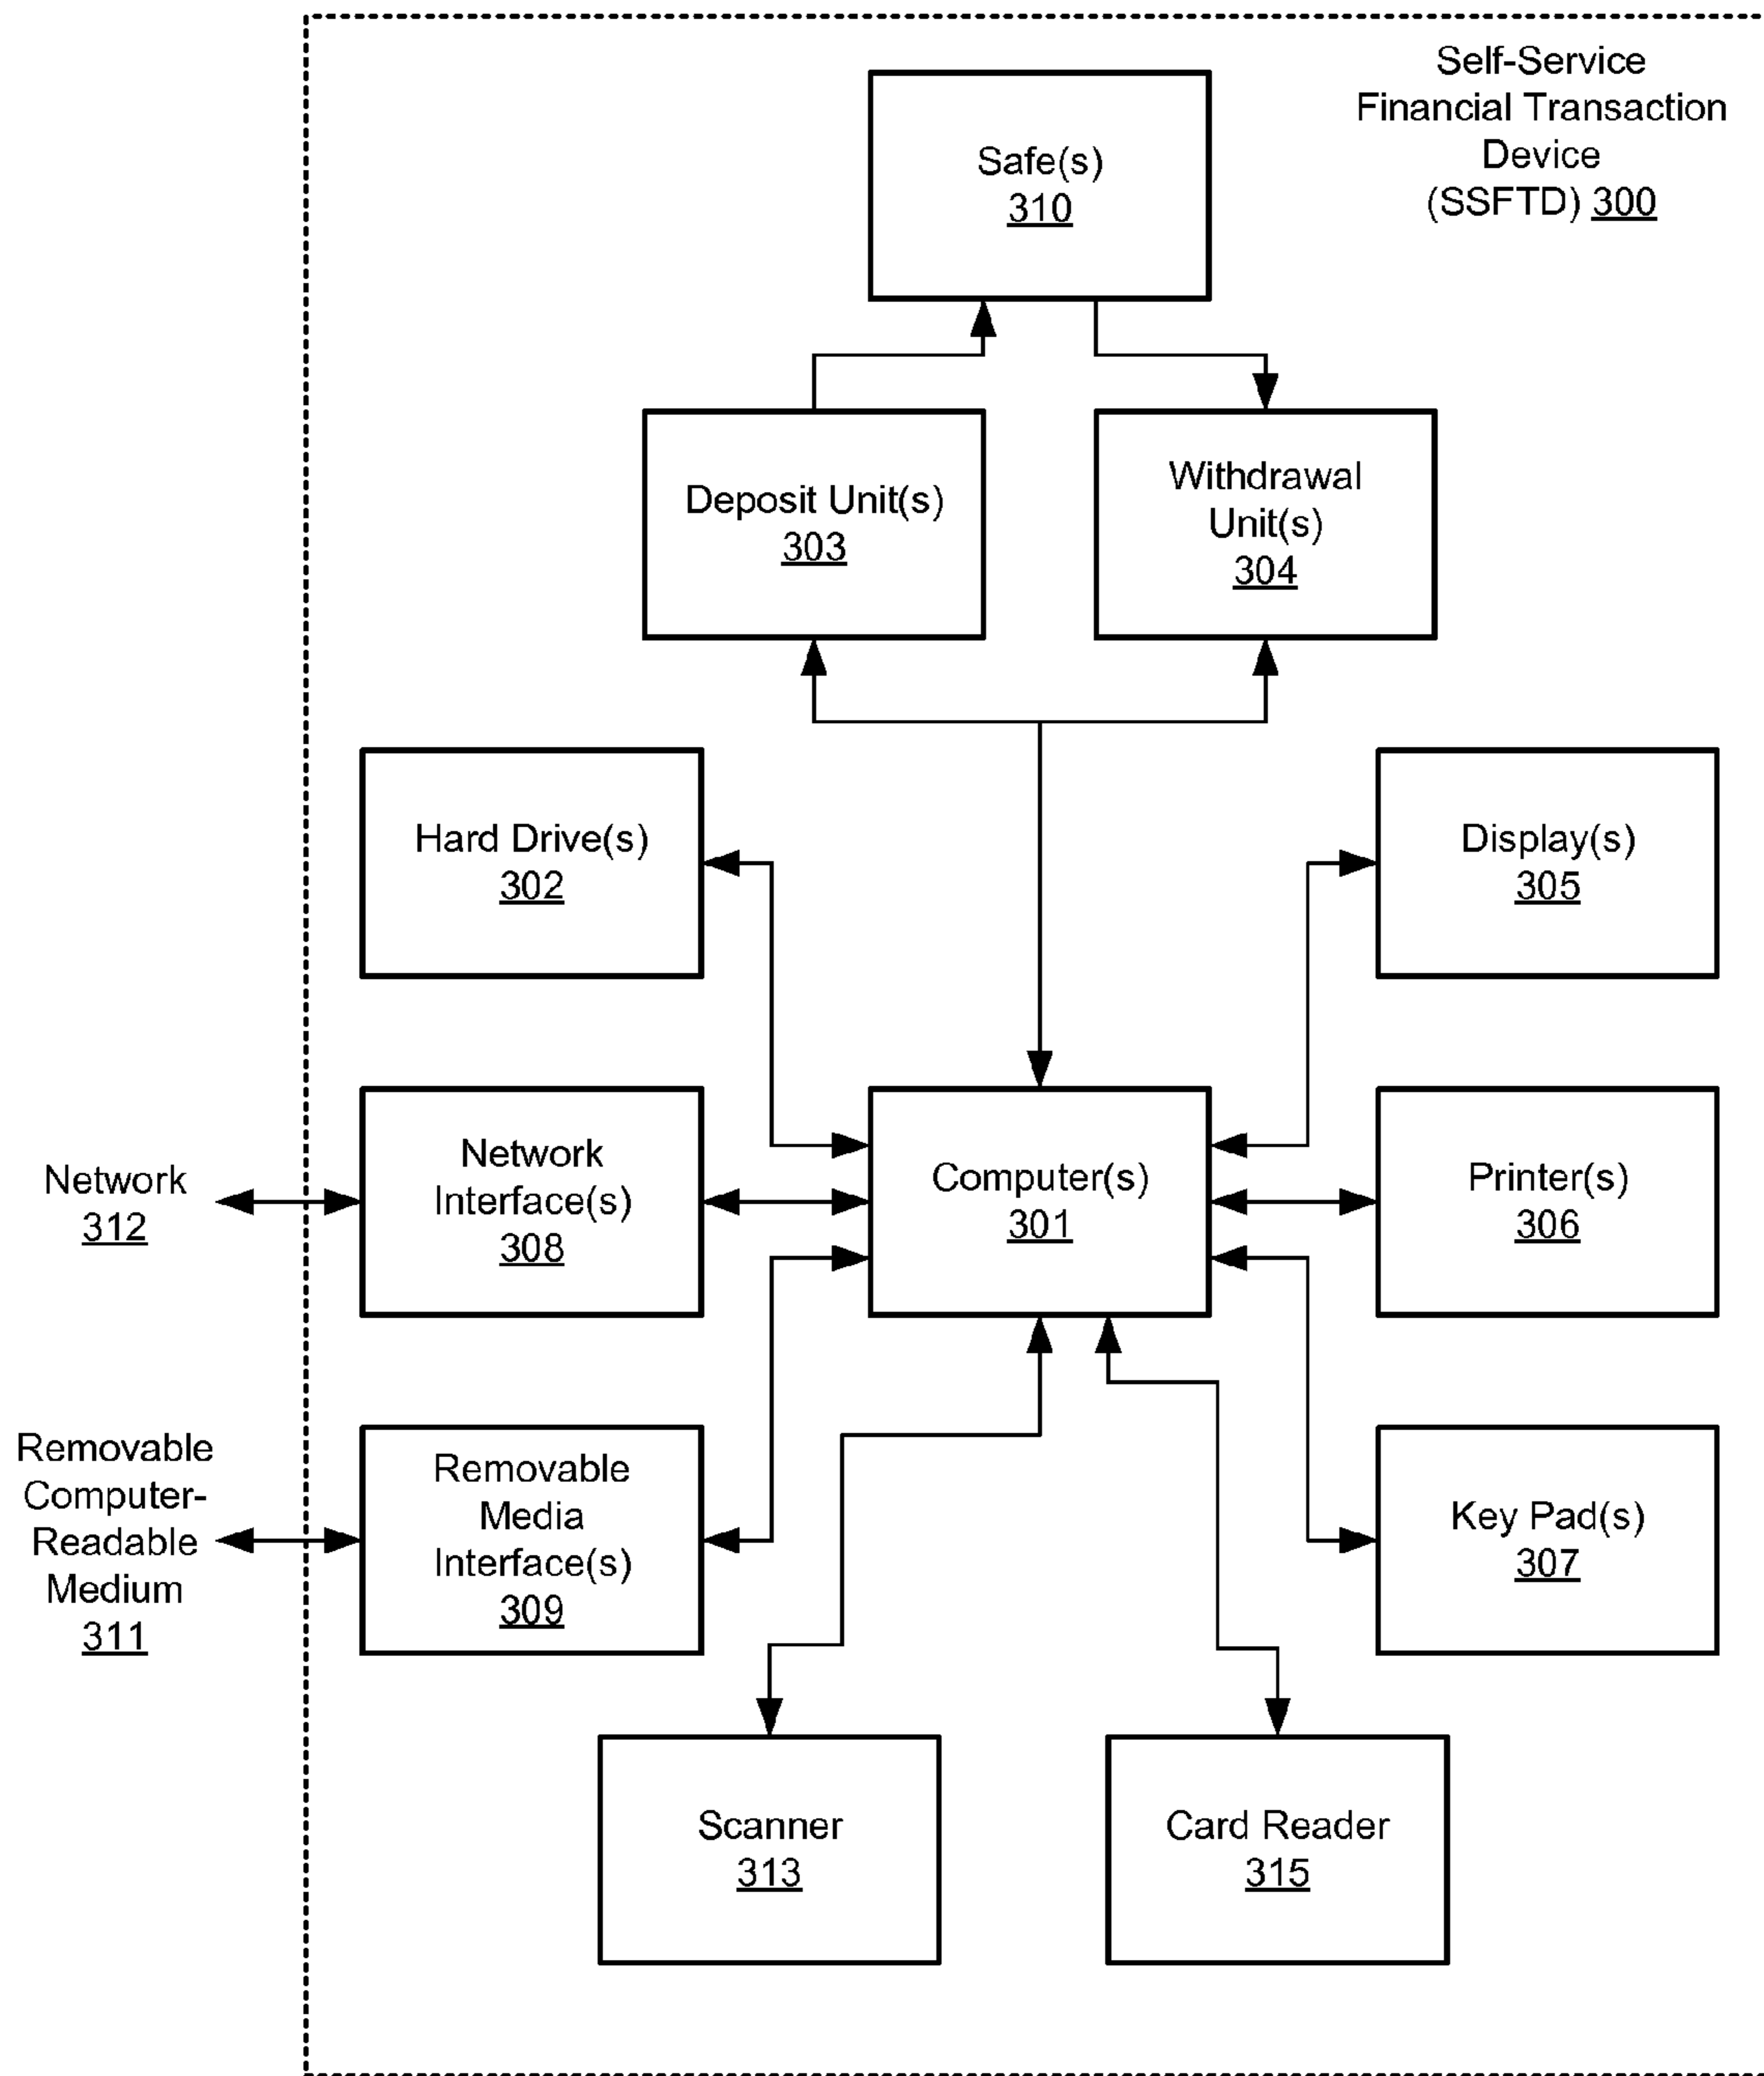 Self-Service
Financial Transaction
Device
(SSFTD) 300
Safe(s)
310
Deposit Unit(s)
303
Withdrawal
Unit(s)
304
Hard Drive(s)
302
Display(s)
305
Network
312
Network
Interface(s)
308
Computer(s)
301
Printer(s)
306
Removable
Computer-
Readable
Medium
311
Removable
Media
Interface(s)
309
Key Pad(s)
307
Scanner
313
Card Reader
315